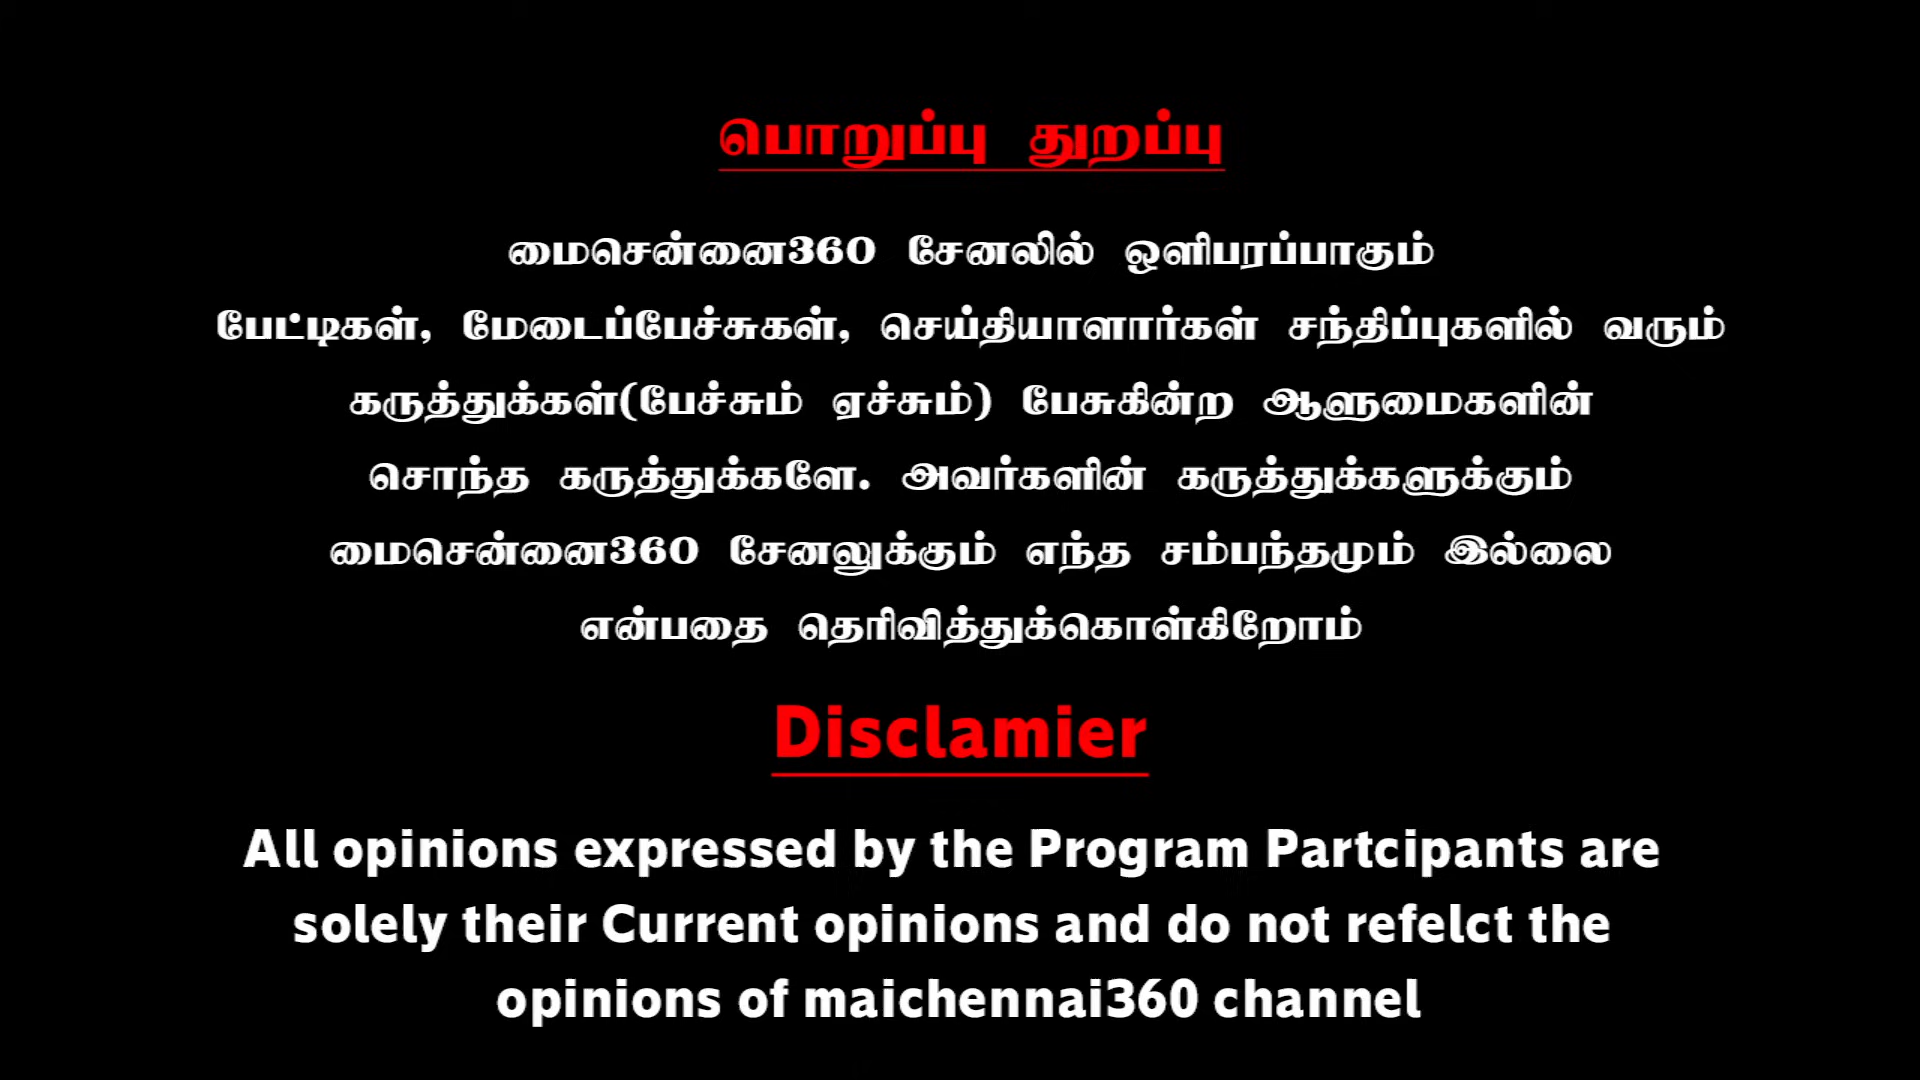 பொறுப்பு துறப்பு
மைசென்னை360 சேனலில் ஒளிபரப்பாகும்
பேட்டிகள், மேடைப்பேச்சுகள், செய்தியாளார்கள் சந்திப்புகளில் வரும்
கருத்துக்கள்(பேச்சும் ஏச்சும்) பேசுகின்ற ஆளுமைகளின்
சொந்த கருத்துக்களே. அவர்களின் கருத்துக்களுக்கும்
மைசென்னை360 சேனலுக்கும் எந்த சம்பந்தமும் இல்லை
என்பதை தெரிவித்துக்கொள்கிறோம்
Disclamier
All opinions expressed by the Program Partcipants are
solely their Current opinions and do not refelct the
opinions of maichennai360 channel